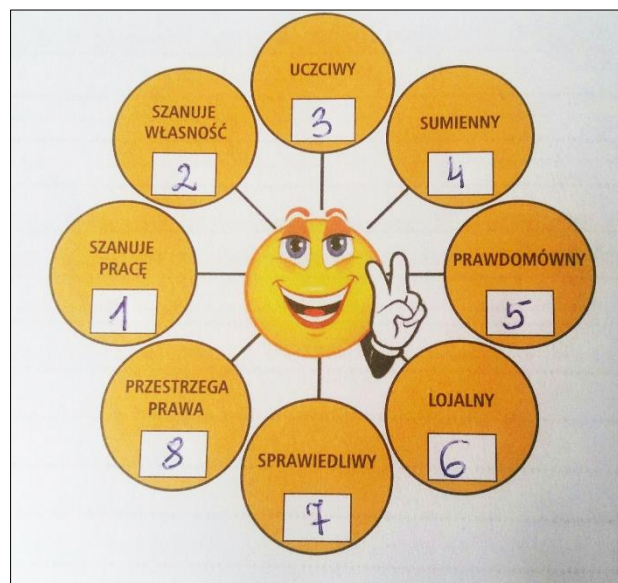 UCZCIWY
3
SZANUJE
WŁASNOŚĆ
2
SUMIENNY
4
SZANUJE
PRACĘ
1
PRAWDOMÓWNY
5
PRZESTRZEGA
PRAWA
8
LOJALNY
6
SPRAWIEDLIWY
7